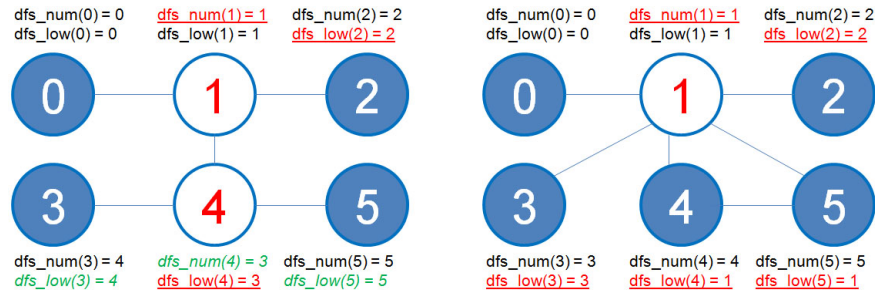 dfs_num(0) = 0
dfs_low(0) = 0
dfs_num(1) = 1
dfs_low(1) = 1
dfs_num(2) = 2
dfs_low(2) = 2
0
1
2
3
4
5
dfs_num(3) = 4
dfs_low(3) = 4
dfs_num(4) = 3
dfs_low(4) = 3
dfs_num(5) = 5
dfs_low(5) = 5
dfs_num(0) = 0
dfs_low(0) = 0
dfs_num(1) = 1
dfs_low(1) = 1
dfs_num(2) = 2
dfs_low(2) = 2
0
1
2
3
4
5
dfs_num(3) = 3
dfs_low(3) = 3
dfs_num(4) = 4
dfs_low(4) = 1
dfs_num(5) = 5
dfs_low(5) = 1